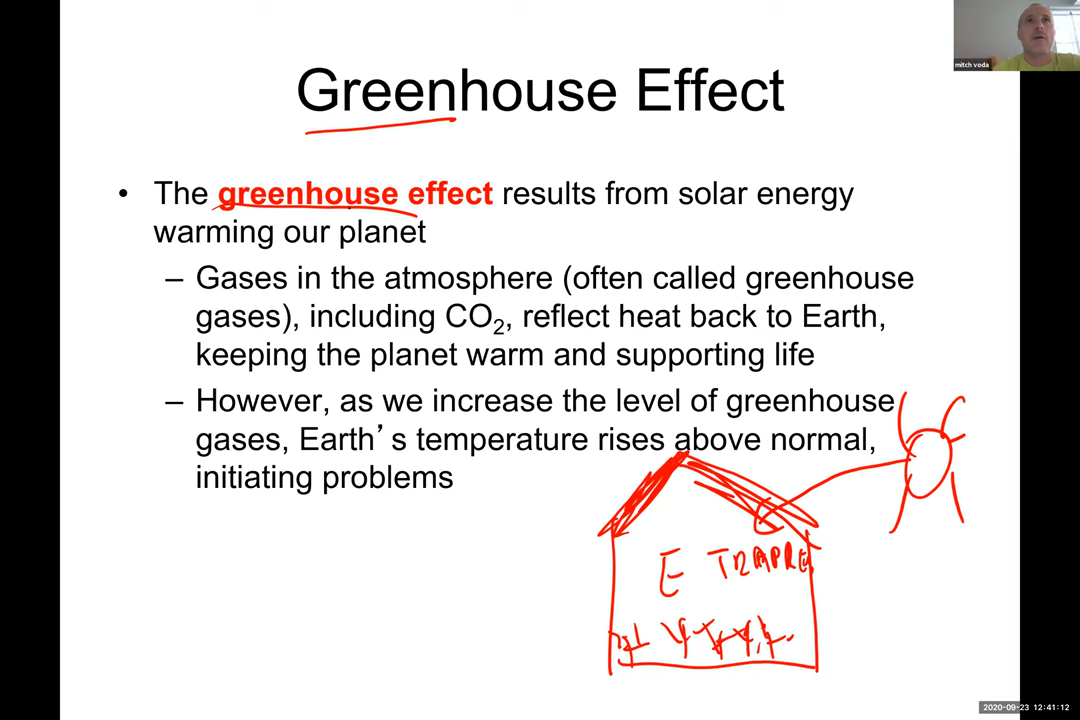 mitch voda
Greenhouse Effect
• The greenhouse effect results from solar energy
warming our planet
– Gases in the atmosphere (often called greenhouse
gases), including CO₂, reflect heat back to Earth,
keeping the planet warm and supporting life
– However, as we increase the level of greenhouse
gases, Earth’s temperature rises above normal,
initiating problems
E
2020-09-23 12:41:12